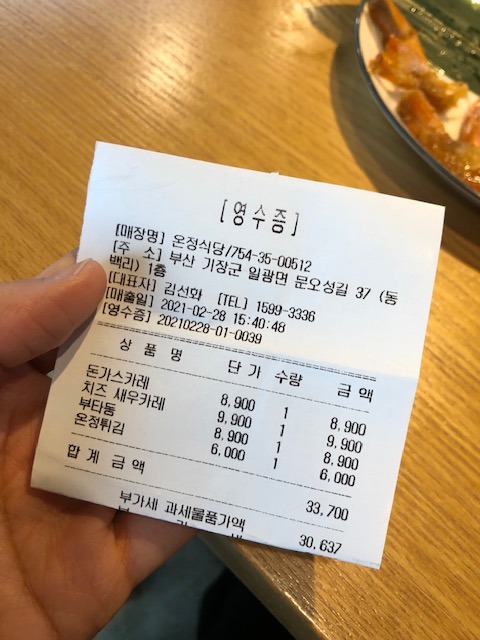 [영수증]
[매장명] 온정식당/754-35-00512
[주 소] 부산 기장군 일광면 문오성길 37 (동
백리) 1층
[대표자] 김선화 [TEL] 1599-3336
[매출일] 2021-02-28 15:40:48
[영수증] 20210228-01-0039
상 품 명 단 가 수량 금 액
돈가스카레 8,900 1 8,900
치즈 새우카레 9,900 1 9,900
부타동 8,900 1 8,900
온정튀김 6,000 1 6,000
합 계 금 액 33,700
부가세 과세물품가액 30,637